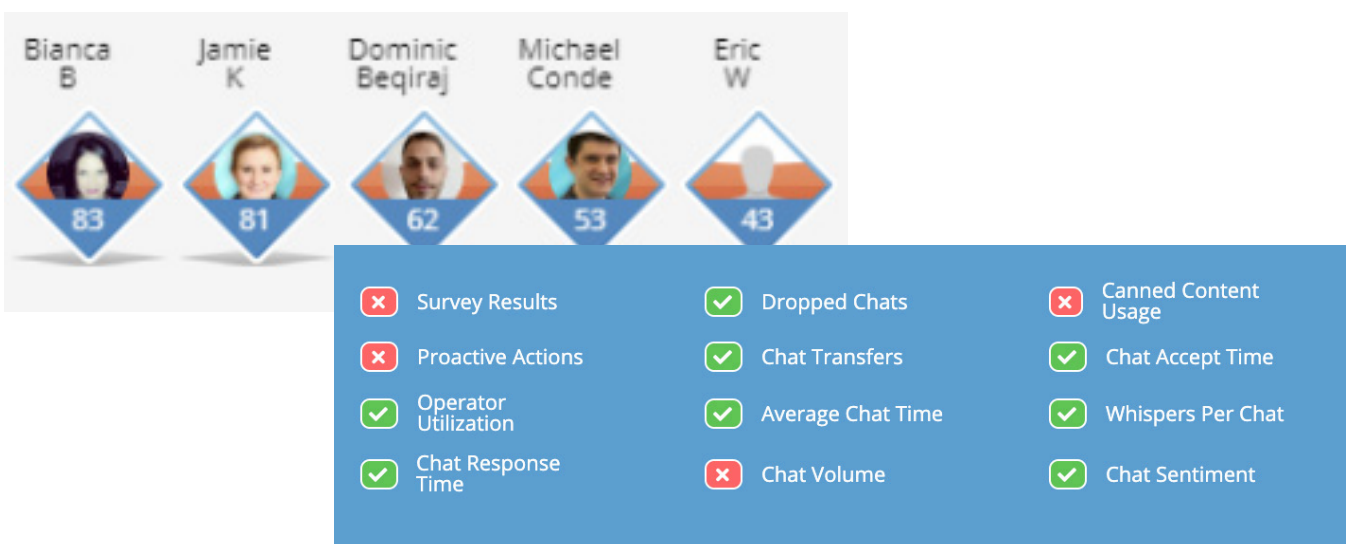 Bianca
B
Jamie
K
Dominic
Beqiraj
Michael
Conde
Eric
W
83
81
62
53
43
Survey Results
Dropped Chats
Canned Content
Usage
Proactive Actions
Chat Transfers
Chat Accept Time
Operator
Utilization
Average Chat Time
Whispers Per Chat
Chat Response
Time
Chat Volume
Chat Sentiment